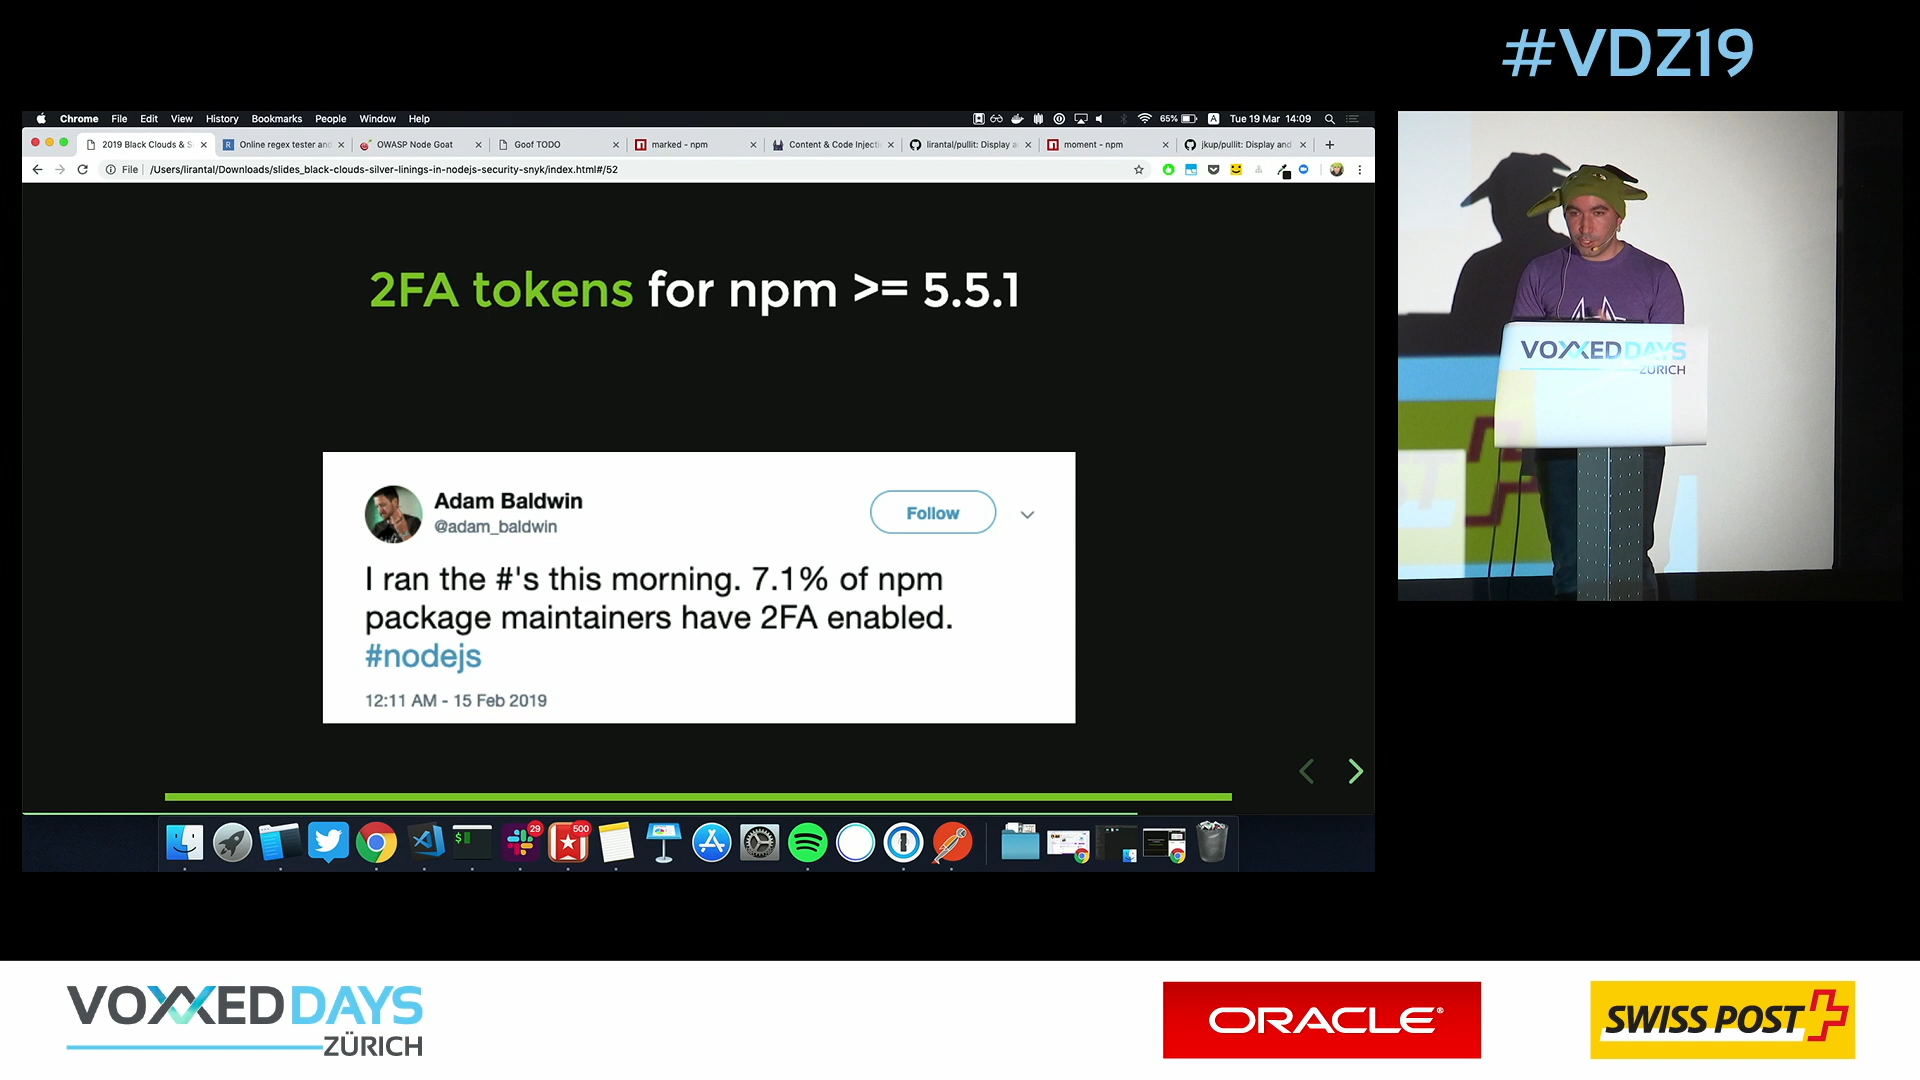 #VDZ19
Chrome File Edit View History Bookmarks People Window Help
65% A Tue 19 Mar 14:09
2019 Black Clouds & S
Online regex tester and
OWASP Node Goat
Goof TODO
marked - npm
Content & Code Injecti
lirantal/pullit: Display a
moment - npm
jkup/pullit: Display and
File /Users/lirantal/Downloads/slides_black-clouds-silver-linings-in-nodejs-security-snyk/index.html#/52
2FA tokens for npm >= 5.5.1
Adam Baldwin
@adam_baldwin
Follow
I ran the #'s this morning. 7.1% of npm
package maintainers have 2FA enabled.
#nodejs
12:11 AM - 15 Feb 2019
29
500
VOXXED DAYS
ZÜRICH
VOXXED DAYS
ZÜRICH
ORACLE®
SWISS POST